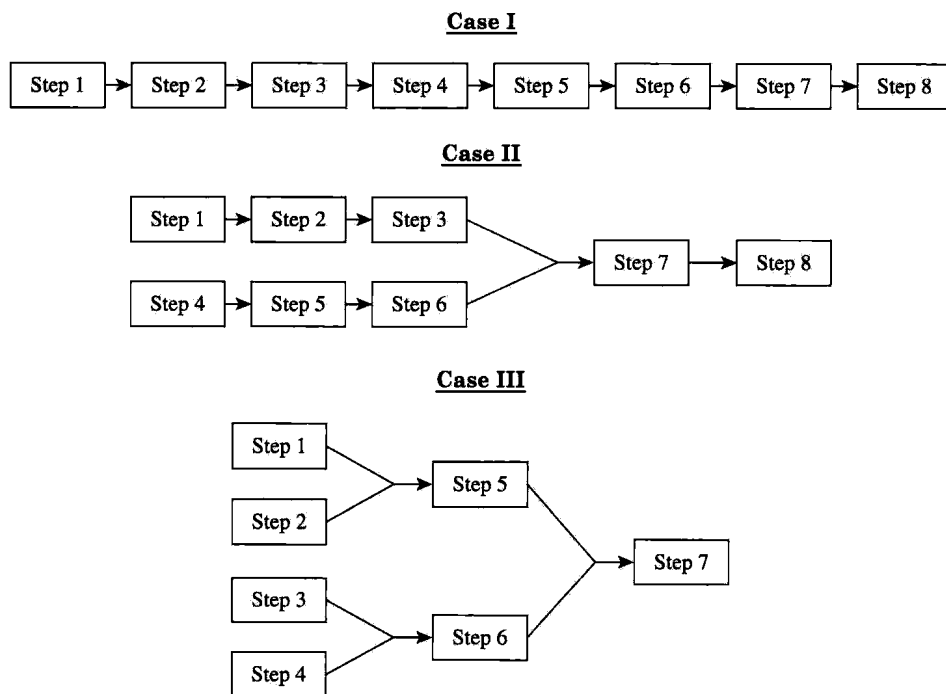 Case I
Step 1 Step 2 Step 3 Step 4 Step 5 Step 6 Step 7 Step 8
Case II
Step 1 Step 2 Step 3
Step 7 Step 8
Step 4 Step 5 Step 6
Case III
Step 1
Step 5
Step 2
Step 7
Step 3
Step 6
Step 4